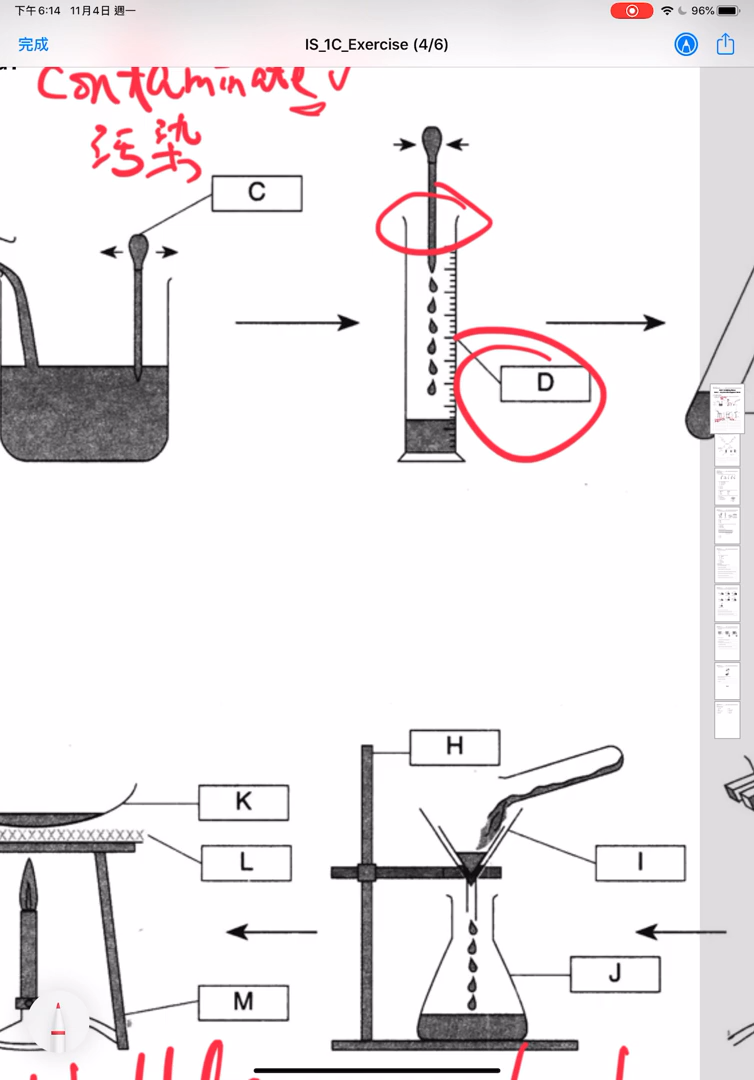 下午6:14 11月4日 週一
96%
完成
IS_1C_Exercise (4/6)
Contaminate
污染
C
D
H
K
L
I
J
M